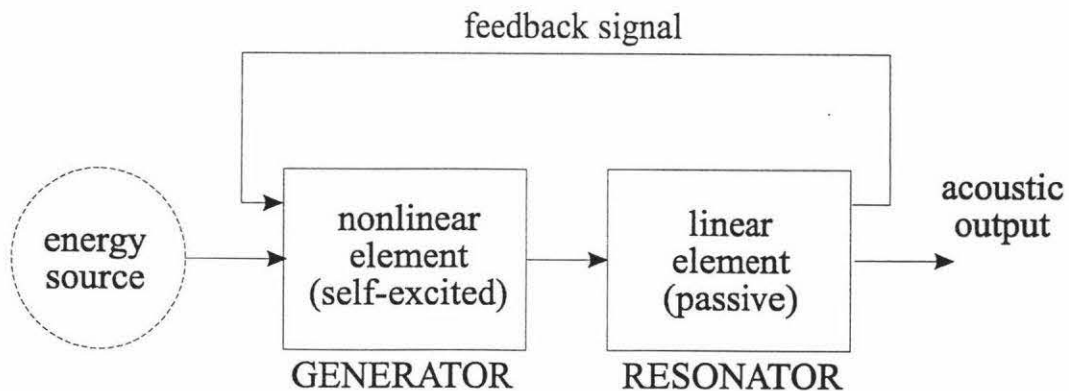 feedback signal
energy
source
nonlinear
element
(self-excited)
GENERATOR
linear
element
(passive)
RESONATOR
acoustic
output